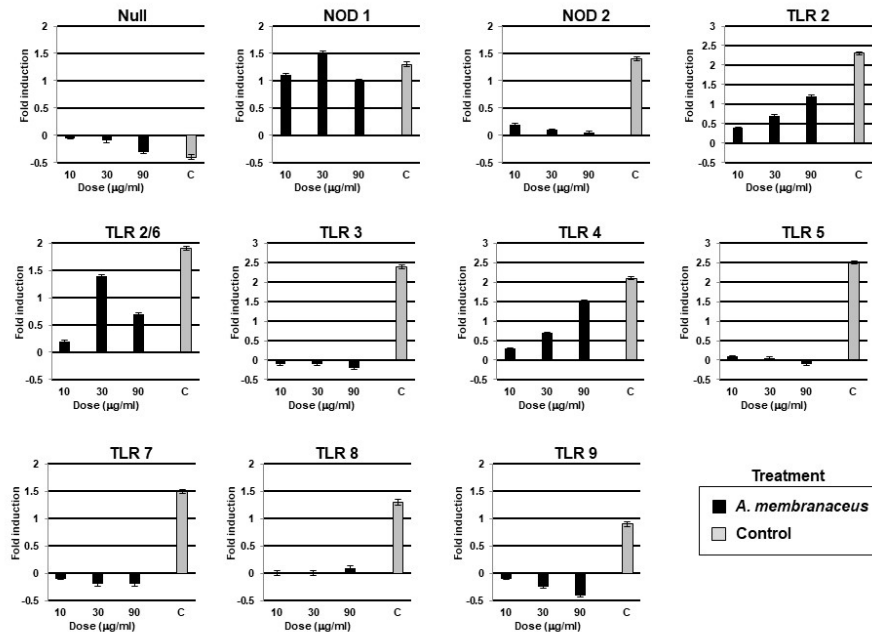 Null
Fold induction
2
1.5
1
0.5
0
-0.5
10 30 90 C
Dose (µg/ml)
NOD 1
Fold induction
2
1.5
1
0.5
0
-0.5
10 30 90 C
Dose (µg/ml)
NOD 2
Fold induction
2
1.5
1
0.5
0
-0.5
10 30 90 C
Dose (µg/ml)
TLR 2
Fold induction
3
2.5
2
1.5
1
0.5
0
-0.5
10 30 90 C
Dose (µg/ml)
TLR 2/6
Fold induction
2
1.5
1
0.5
0
-0.5
10 30 90 C
Dose (µg/ml)
TLR 3
Fold induction
3
2.5
2
1.5
1
0.5
0
-0.5
10 30 90 C
Dose (µg/ml)
TLR 4
Fold induction
3
2.5
2
1.5
1
0.5
0
-0.5
10 30 90 C
Dose (µg/ml)
TLR 5
Fold induction
3
2.5
2
1.5
1
0.5
0
-0.5
10 30 90 C
Dose (µg/ml)
TLR 7
Fold induction
2
1.5
1
0.5
0
-0.5
10 30 90 C
Dose (µg/ml)
TLR 8
Fold induction
2
1.5
1
0.5
0
-0.5
10 30 90 C
Dose (µg/ml)
TLR 9
Fold induction
2
1.5
1
0.5
0
-0.5
10 30 90 C
Dose (µg/ml)
Treatment
A. membranaceus
Control